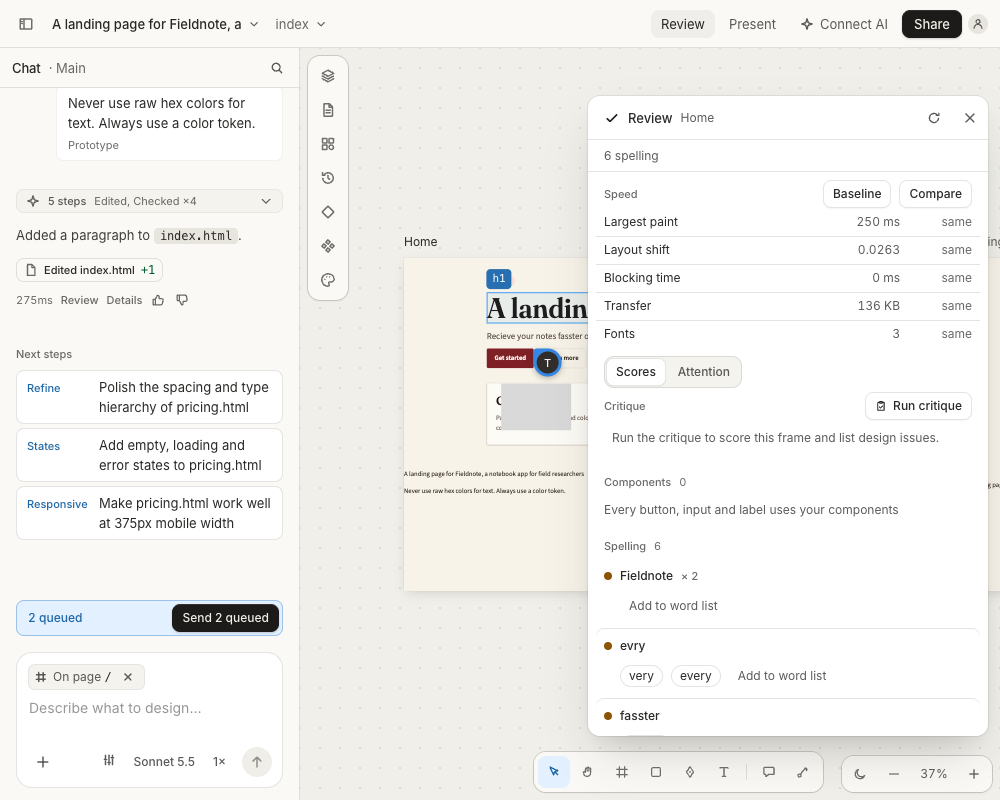 A landing page for Fieldnote, a
index
Review
Present
Connect AI
Share
Chat · Main
Never use raw hex colors for
text. Always use a color token.
Prototype
5 steps Edited, Checked ×4
Added a paragraph to index.html.
Edited index.html +1
275ms Review Details
Next steps
Refine Polish the spacing and type
hierarchy of pricing.html
States Add empty, loading and
error states to pricing.html
Responsive Make pricing.html work well
at 375px mobile width
2 queued Send 2 queued
On page /
Describe what to design...
Sonnet 5.5 1×
Home
h1
A landin
Recieve your notes fasster
Get started
T
more
A landing page for Fieldnote, a notebook app for field researchers
Never use raw hex colors for text. Always use a color token.
Review Home
6 spelling
Speed Baseline Compare
Largest paint 250 ms same
Layout shift 0.0263 same
Blocking time 0 ms same
Transfer 136 KB same
Fonts 3 same
Scores Attention
Critique Run critique
Run the critique to score this frame and list design issues.
Components 0
Every button, input and label uses your components
Spelling 6
Fieldnote × 2
Add to word list
evry
very every Add to word list
fasster
37%